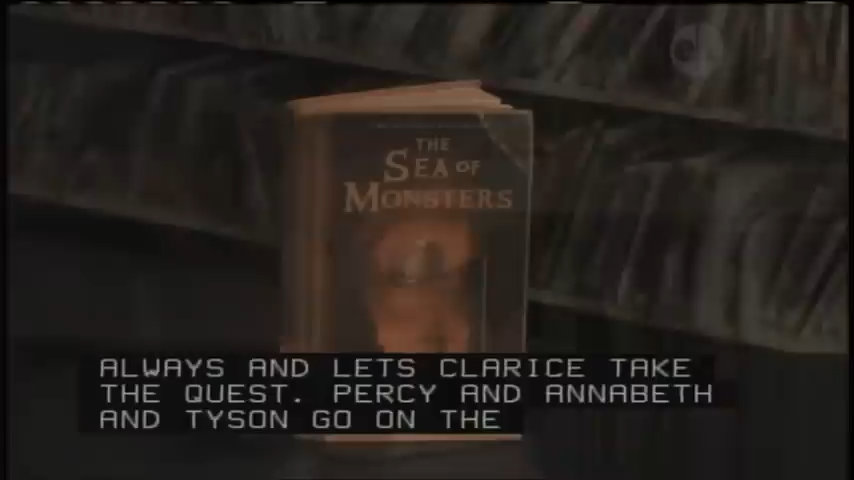 THE
SEA OF
MONSTERS
ALWAYS AND LETS CLARICE TAKE
THE QUEST. PERCY AND ANNABETH
AND TYSON GO ON THE